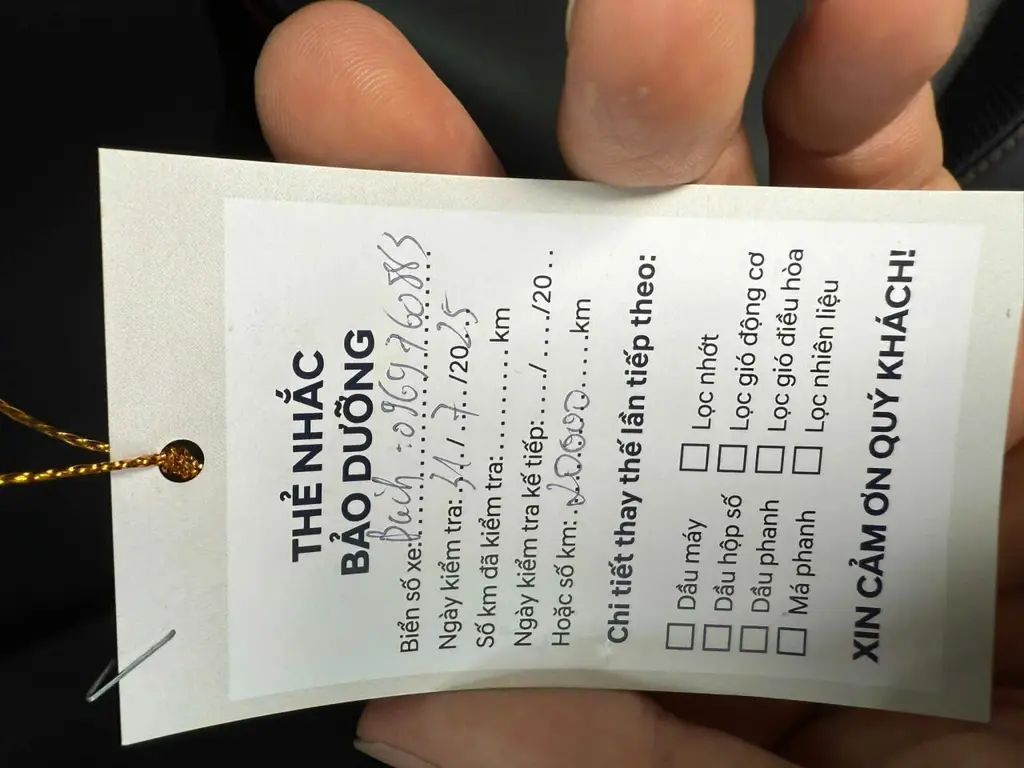 THẺ NHẮC
BẢO DƯỠNG
Biển số xe: Bách : 0969760883
Ngày kiểm tra: 31 / 7 /2025
Số km đã kiểm tra:...........km
Ngày kiểm tra kế tiếp:...../...../20..
Hoặc số km: 20000 ....km
Chi tiết thay thế lần tiếp theo:
☐ Dầu máy ☐ Lọc nhớt
☐ Dầu hộp số ☐ Lọc gió động cơ
☐ Dầu phanh ☐ Lọc gió điều hòa
☐ Má phanh ☐ Lọc nhiên liệu
XIN CẢM ƠN QUÝ KHÁCH!